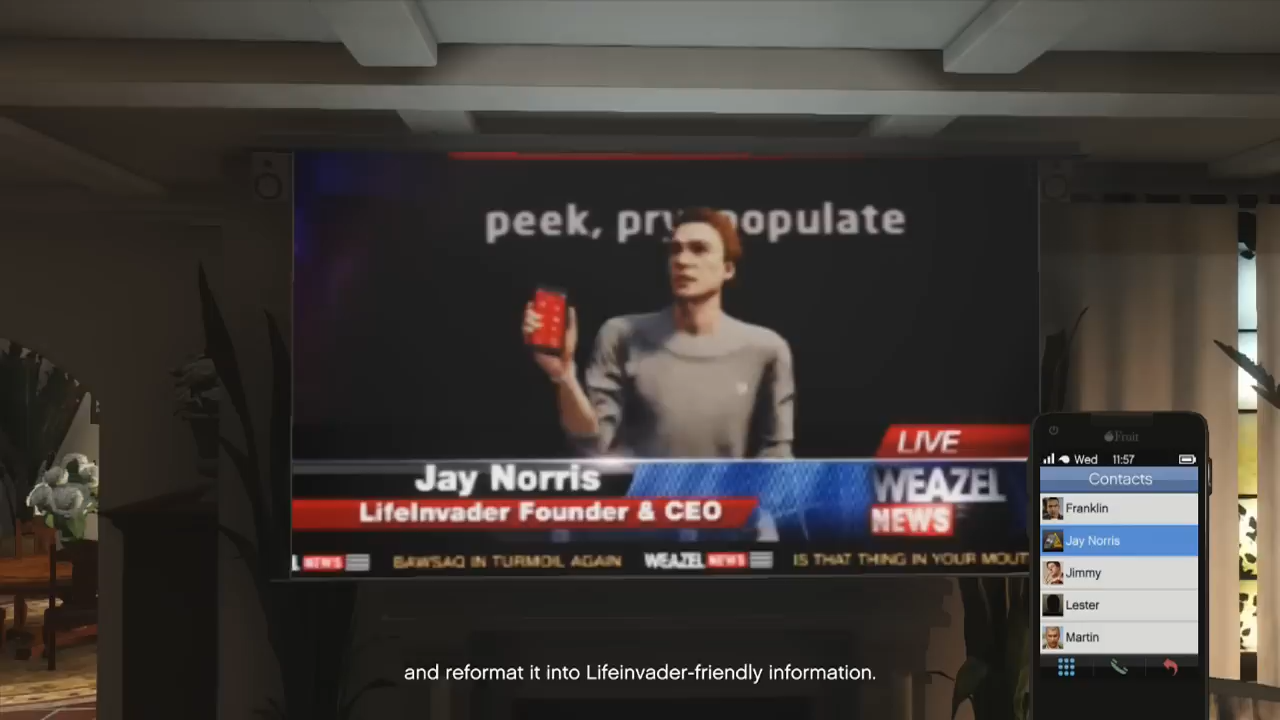 peek, pry, populate
LIVE
Jay Norris
LifeInvader Founder & CEO
WEAZEL
NEWS
NEWS
BAWSAQ IN TURMOIL AGAIN
WEAZEL NEWS
IS THAT THING IN YOUR MOUT
and reformat it into Lifeinvader-friendly information.
Fruit
Wed 11:57
Contacts
Franklin
Jay Norris
Jimmy
Lester
Martin